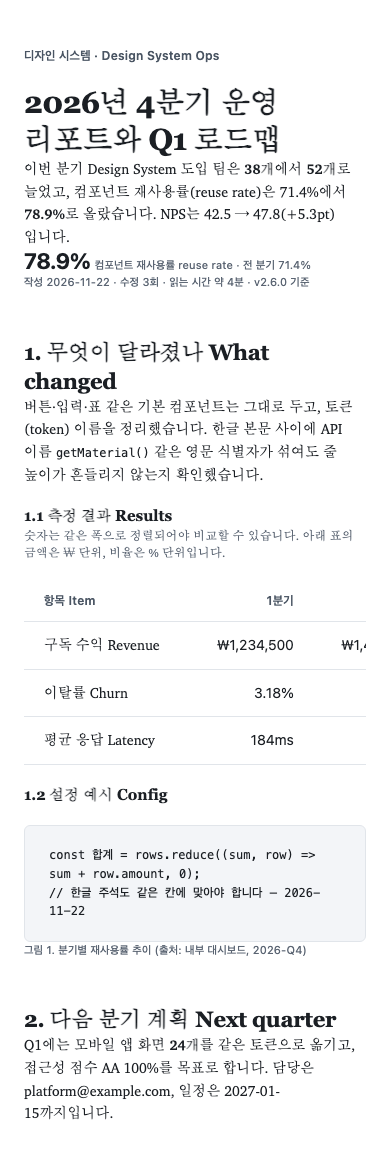 디자인 시스템 · Design System Ops
2026년 4분기 운영
리포트와 Q1 로드맵
이번 분기 Design System 도입 팀은 38개에서 52개로
늘었고, 컴포넌트 재사용률(reuse rate)은 71.4%에서
78.9%로 올랐습니다. NPS는 42.5 → 47.8(+5.3pt)
입니다.
78.9% 컴포넌트 재사용률 reuse rate · 전 분기 71.4%
작성 2026-11-22 · 수정 3회 · 읽는 시간 약 4분 · v2.6.0 기준
1. 무엇이 달라졌나 What
changed
버튼·입력·표 같은 기본 컴포넌트는 그대로 두고, 토큰
(token) 이름을 정리했습니다. 한글 본문 사이에 API
이름 getMaterial() 같은 영문 식별자가 섞여도 줄
높이가 흔들리지 않는지 확인했습니다.
1.1 측정 결과 Results
숫자는 같은 폭으로 정렬되어야 비교할 수 있습니다. 아래 표의
금액은 ₩ 단위, 비율은 % 단위입니다.
항목 Item 1분기
구독 수익 Revenue ₩1,234,500 ₩1,4
이탈률 Churn 3.18%
평균 응답 Latency 184ms
1.2 설정 예시 Config
const 합계 = rows.reduce((sum, row) =>
sum + row.amount, 0);
// 한글 주석도 같은 칸에 맞아야 합니다 — 2026-
11-22
그림 1. 분기별 재사용률 추이 (출처: 내부 대시보드, 2026-Q4)
2. 다음 분기 계획 Next quarter
Q1에는 모바일 앱 화면 24개를 같은 토큰으로 옮기고,
접근성 점수 AA 100%를 목표로 합니다. 담당은
platform@example.com, 일정은 2027-01-
15까지입니다.